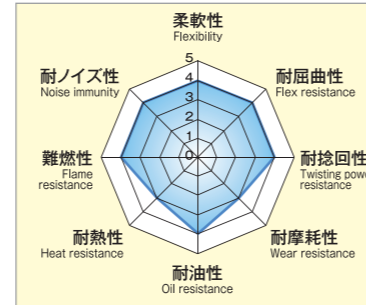 柔軟性
Flexibility
5
4
3
2
1
0
耐ノイズ性
Noise immunity
耐屈曲性
Flex resistance
難燃性
Flame
resistance
耐捻回性
Twisting pow
resistance
耐熱性
Heat resistance
耐摩耗性
Wear resistance
耐油性
Oil resistance